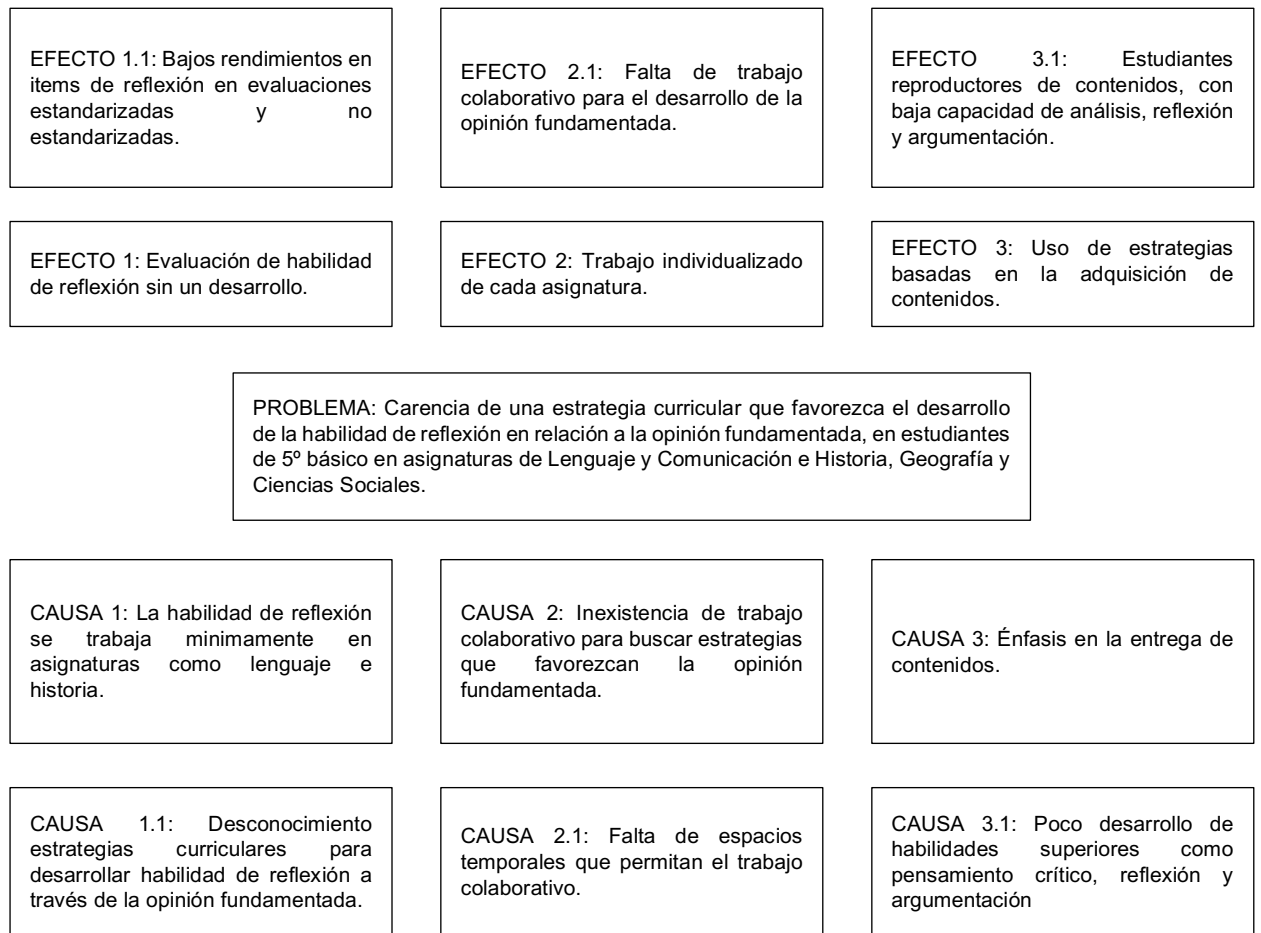 EFECTO 1.1: Bajos rendimientos en
items de reflexión en evaluaciones
estandarizadas y no
estandarizadas.
EFECTO 2.1: Falta de trabajo
colaborativo para el desarrollo de la
opinión fundamentada.
EFECTO 3.1: Estudiantes
reproductores de contenidos, con
baja capacidad de análisis, reflexión
y argumentación.
EFECTO 1: Evaluación de habilidad
de reflexión sin un desarrollo.
EFECTO 2: Trabajo individualizado
de cada asignatura.
EFECTO 3: Uso de estrategias
basadas en la adquisición de
contenidos.
PROBLEMA: Carencia de una estrategia curricular que favorezca el desarrollo
de la habilidad de reflexión en relación a la opinión fundamentada, en estudiantes
de 5º básico en asignaturas de Lenguaje y Comunicación e Historia, Geografía y
Ciencias Sociales.
CAUSA 1: La habilidad de reflexión
se trabaja minimamente en
asignaturas como lenguaje e
historia.
CAUSA 2: Inexistencia de trabajo
colaborativo para buscar estrategias
que favorezcan la opinión
fundamentada.
CAUSA 3: Énfasis en la entrega de
contenidos.
CAUSA 1.1: Desconocimiento
estrategias curriculares para
desarrollar habilidad de reflexión a
través de la opinión fundamentada.
CAUSA 2.1: Falta de espacios
temporales que permitan el trabajo
colaborativo.
CAUSA 3.1: Poco desarrollo de
habilidades superiores como
pensamiento crítico, reflexión y
argumentación